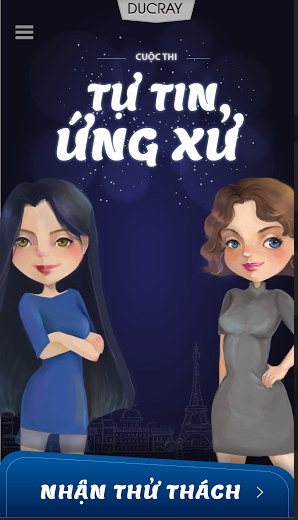 DUCRAY
CUỘC THI
TỰ TIN,
ỨNG XỬ
NHẬN THỬ THÁCH